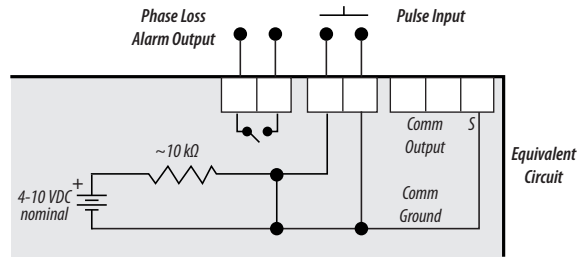 Phase Loss
Alarm Output
Pulse Input
Comm
Output
S
Equivalent
Circuit
~10 kΩ
+
4-10 VDC
nominal
Comm
Ground